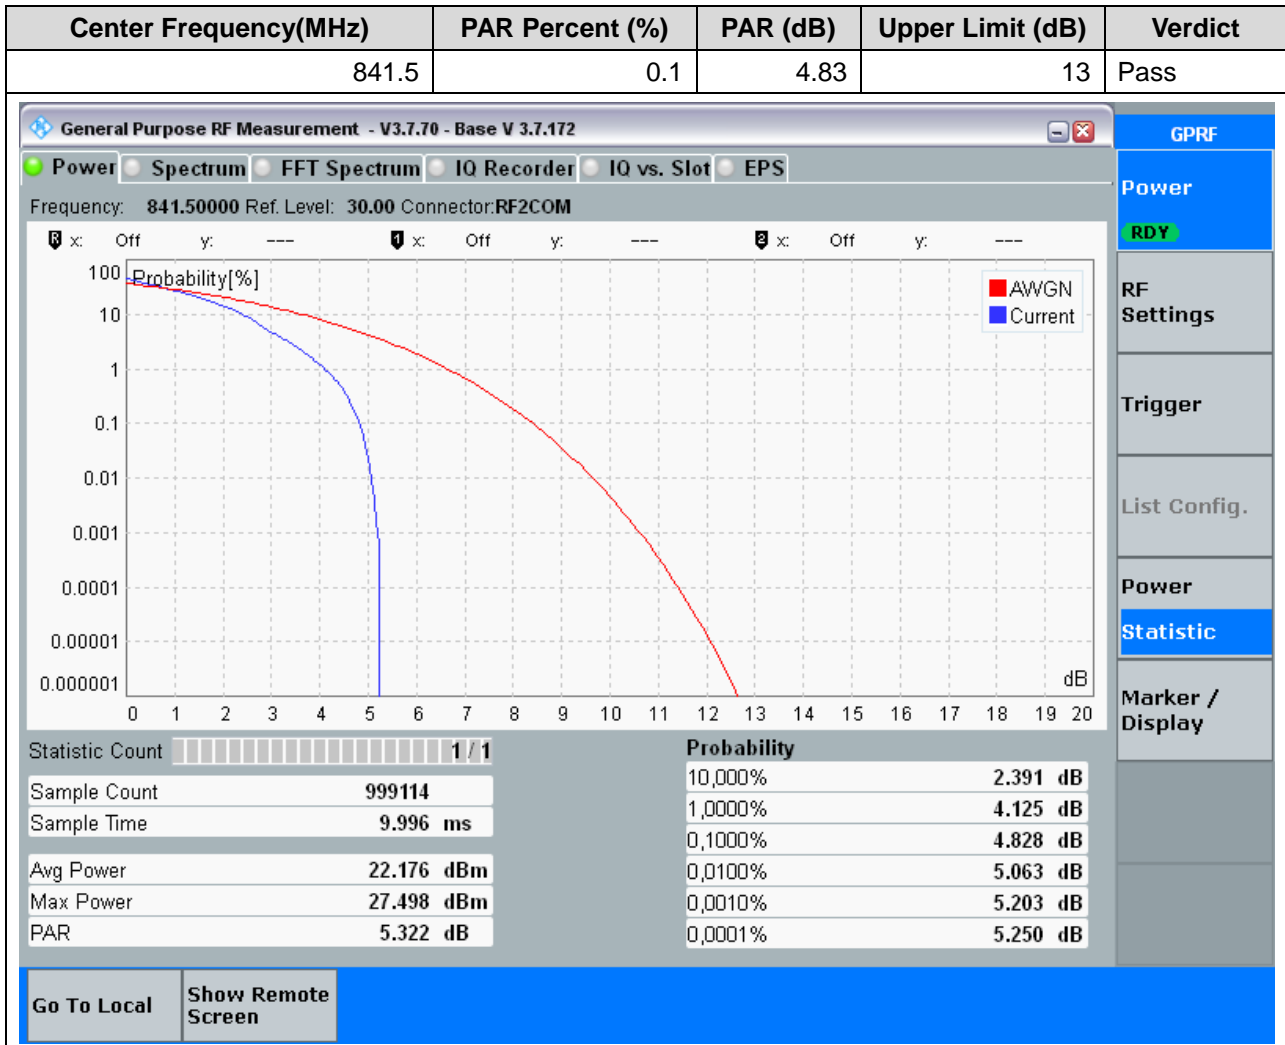 Center Frequency(MHz) PAR Percent (%) PAR (dB) Upper Limit (dB) Verdict
841.5 0.1 4.83 13 Pass
General Purpose RF Measurement - V3.7.70 - Base V 3.7.172
GPRF
Power Spectrum FFT Spectrum IQ Recorder IQ vs. Slot EPS
Frequency: 841.50000 Ref. Level: 30.00 Connector:RF2COM
R x: Off y: --- 1 x: Off y: --- 2 x: Off y: ---
Probability[%]
AWGN
Current
100
10
1
0.1
0.01
0.001
0.0001
0.00001
0.000001
dB
0 1 2 3 4 5 6 7 8 9 10 11 12 13 14 15 16 17 18 19 20
Statistic Count 1 / 1
Sample Count 999114
Sample Time 9.996 ms
Avg Power 22.176 dBm
Max Power 27.498 dBm
PAR 5.322 dB
Probability
10,000% 2.391 dB
1,0000% 4.125 dB
0,1000% 4.828 dB
0,0100% 5.063 dB
0,0010% 5.203 dB
0,0001% 5.250 dB
Power
RDY
RF
Settings
Trigger
List Config.
Power
Statistic
Marker /
Display
Go To Local
Show Remote
Screen